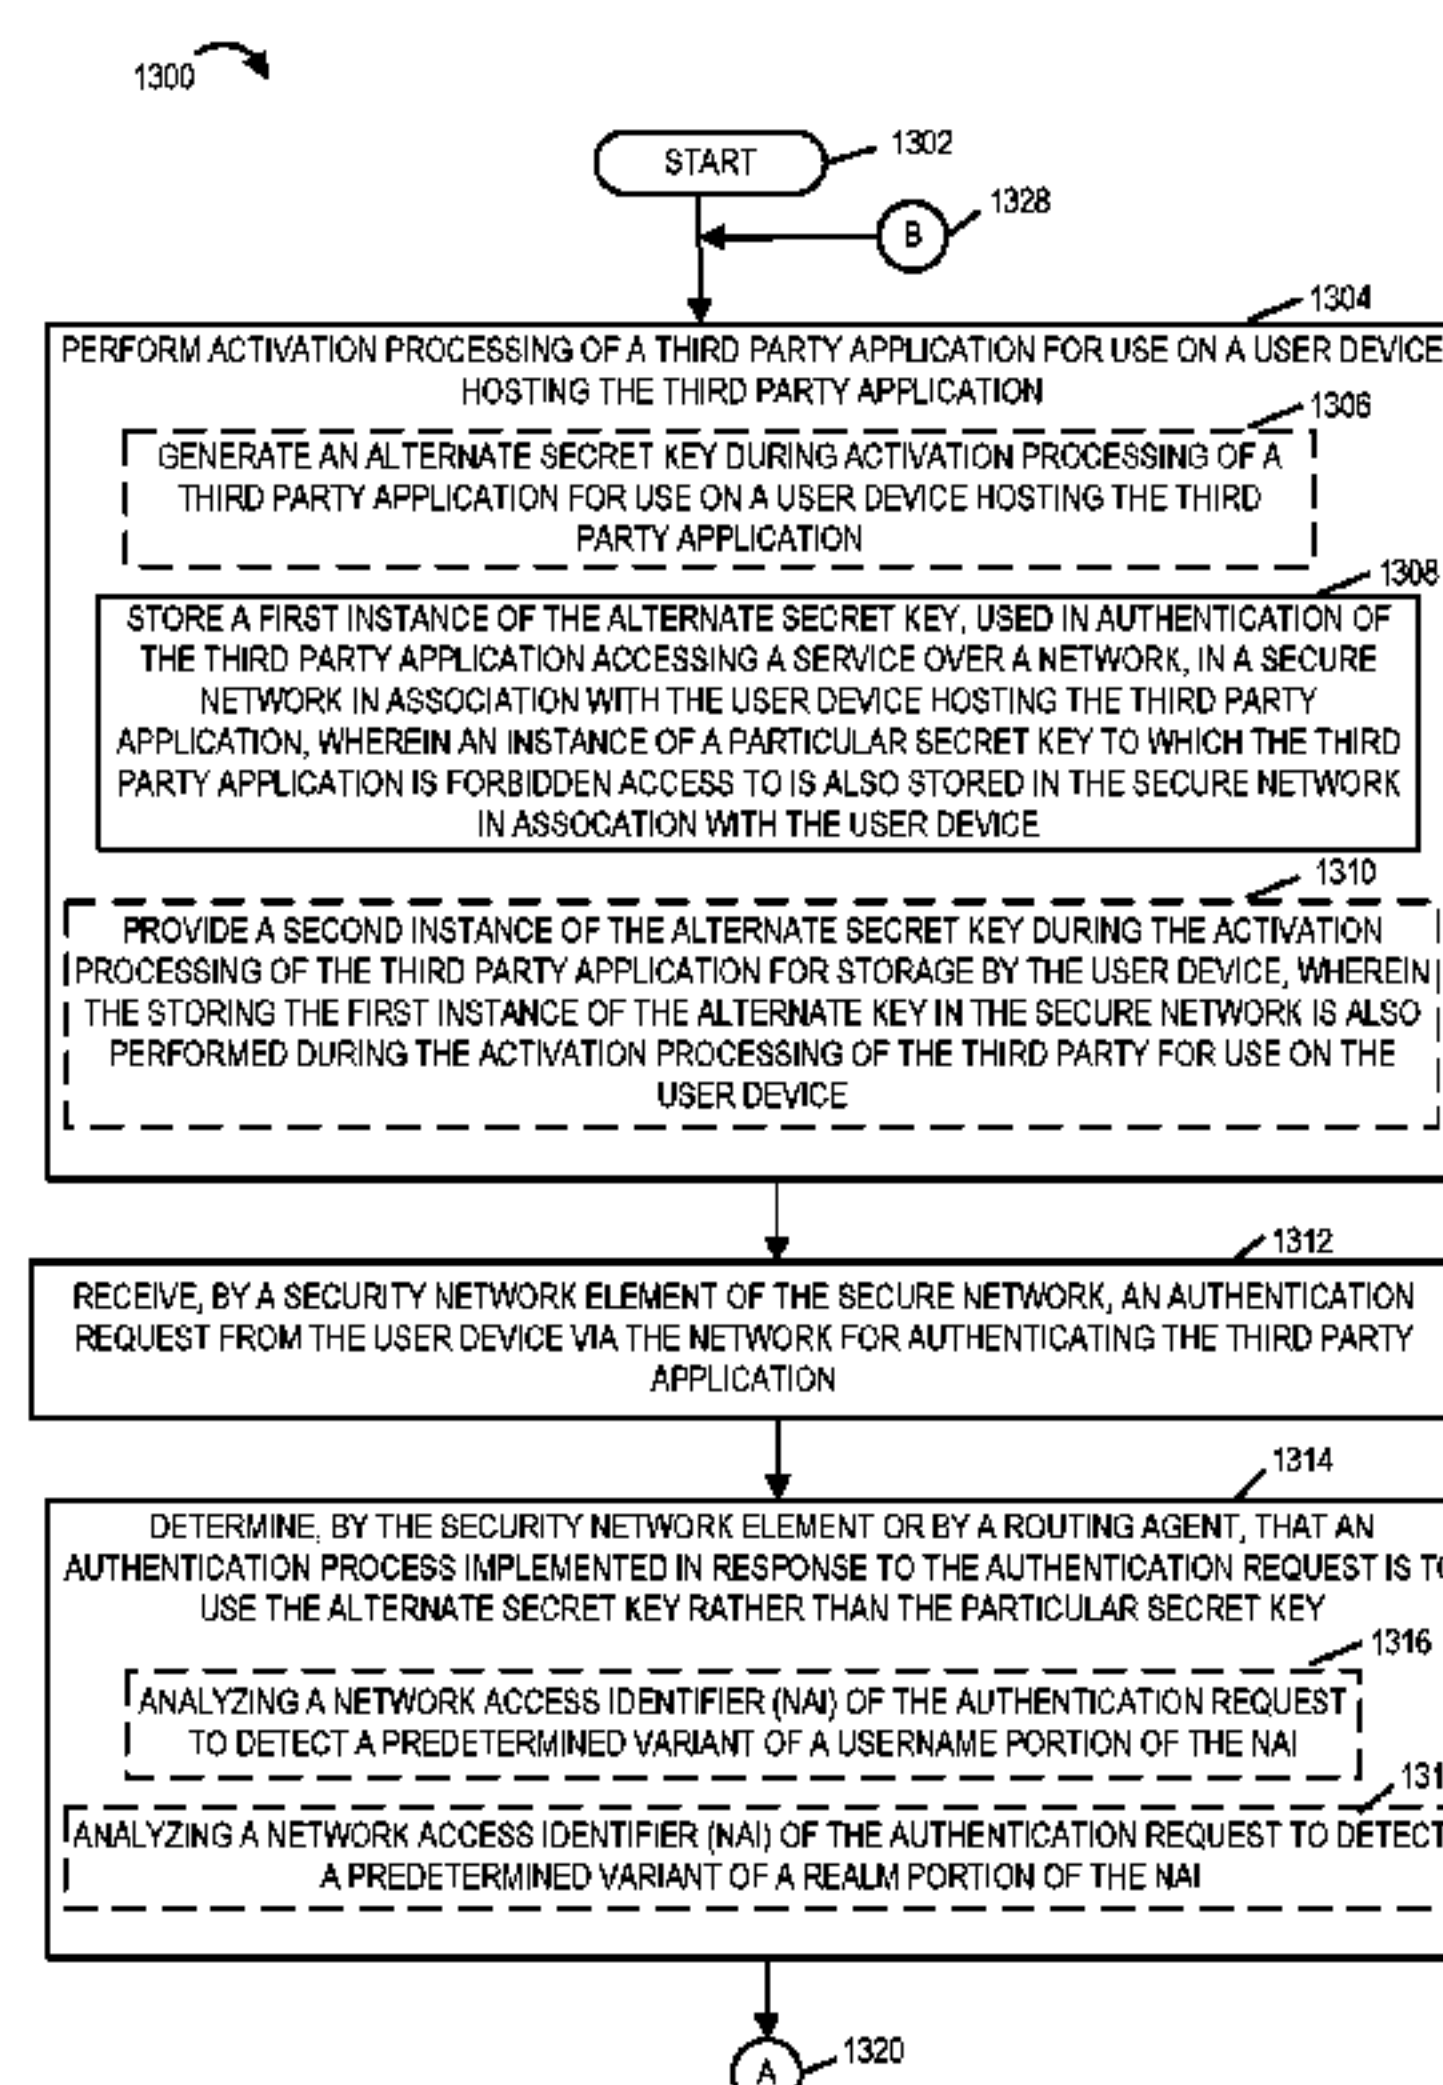 1300
START
1302
B
1328
1304
PERFORM ACTIVATION PROCESSING OF A THIRD PARTY APPLICATION FOR USE ON A USER DEVICE
HOSTING THE THIRD PARTY APPLICATION
1306
GENERATE AN ALTERNATE SECRET KEY DURING ACTIVATION PROCESSING OF A
THIRD PARTY APPLICATION FOR USE ON A USER DEVICE HOSTING THE THIRD
PARTY APPLICATION
1308
STORE A FIRST INSTANCE OF THE ALTERNATE SECRET KEY, USED IN AUTHENTICATION OF
THE THIRD PARTY APPLICATION ACCESSING A SERVICE OVER A NETWORK, IN A SECURE
NETWORK IN ASSOCIATION WITH THE USER DEVICE HOSTING THE THIRD PARTY
APPLICATION, WHEREIN AN INSTANCE OF A PARTICULAR SECRET KEY TO WHICH THE THIRD
PARTY APPLICATION IS FORBIDDEN ACCESS TO IS ALSO STORED IN THE SECURE NETWORK
IN ASSOCATION WITH THE USER DEVICE
1310
PROVIDE A SECOND INSTANCE OF THE ALTERNATE SECRET KEY DURING THE ACTIVATION
PROCESSING OF THE THIRD PARTY APPLICATION FOR STORAGE BY THE USER DEVICE, WHEREIN
THE STORING THE FIRST INSTANCE OF THE ALTERNATE KEY IN THE SECURE NETWORK IS ALSO
PERFORMED DURING THE ACTIVATION PROCESSING OF THE THIRD PARTY FOR USE ON THE
USER DEVICE
1312
RECEIVE, BY A SECURITY NETWORK ELEMENT OF THE SECURE NETWORK, AN AUTHENTICATION
REQUEST FROM THE USER DEVICE VIA THE NETWORK FOR AUTHENTICATING THE THIRD PARTY
APPLICATION
1314
DETERMINE, BY THE SECURITY NETWORK ELEMENT OR BY A ROUTING AGENT, THAT AN
AUTHENTICATION PROCESS IMPLEMENTED IN RESPONSE TO THE AUTHENTICATION REQUEST IS TO
USE THE ALTERNATE SECRET KEY RATHER THAN THE PARTICULAR SECRET KEY
1316
ANALYZING A NETWORK ACCESS IDENTIFIER (NAI) OF THE AUTHENTICATION REQUEST
TO DETECT A PREDETERMINED VARIANT OF A USERNAME PORTION OF THE NAI
131
ANALYZING A NETWORK ACCESS IDENTIFIER (NAI) OF THE AUTHENTICATION REQUEST TO DETECT
A PREDETERMINED VARIANT OF A REALM PORTION OF THE NAI
A
1320